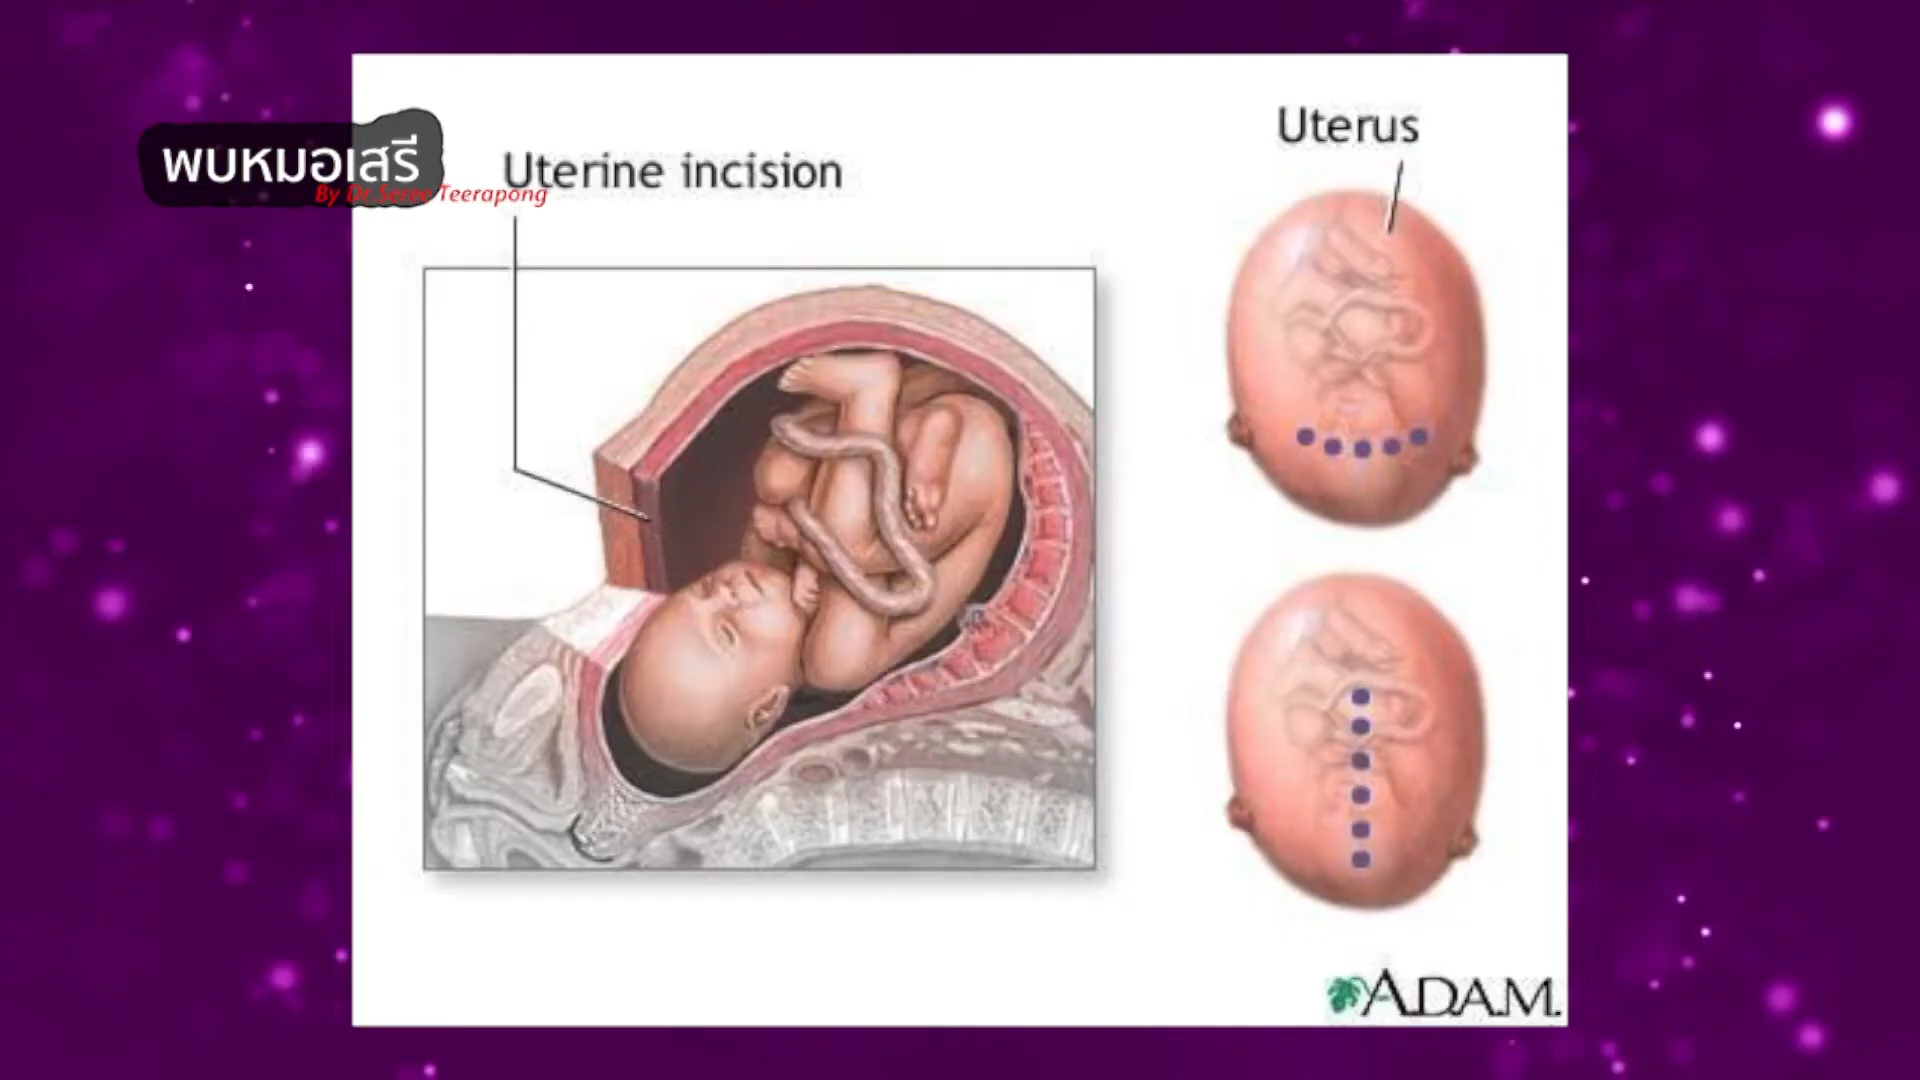 พบหมอเสรี
By Dr.Seree Teerapong
Uterine incision
Uterus
A.D.A.M.